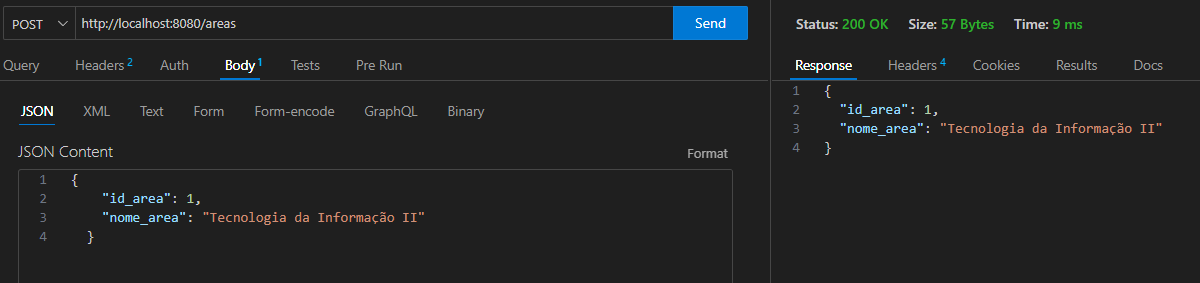 POST http://localhost:8080/areas Send
Query Headers 2 Auth Body 1 Tests Pre Run
JSON XML Text Form Form-encode GraphQL Binary
JSON Content Format
1 {
2 "id_area": 1,
3 "nome_area": "Tecnologia da Informação II"
4 }
Status: 200 OK Size: 57 Bytes Time: 9 ms
Response Headers 4 Cookies Results Docs
1 {
2 "id_area": 1,
3 "nome_area": "Tecnologia da Informação II"
4 }